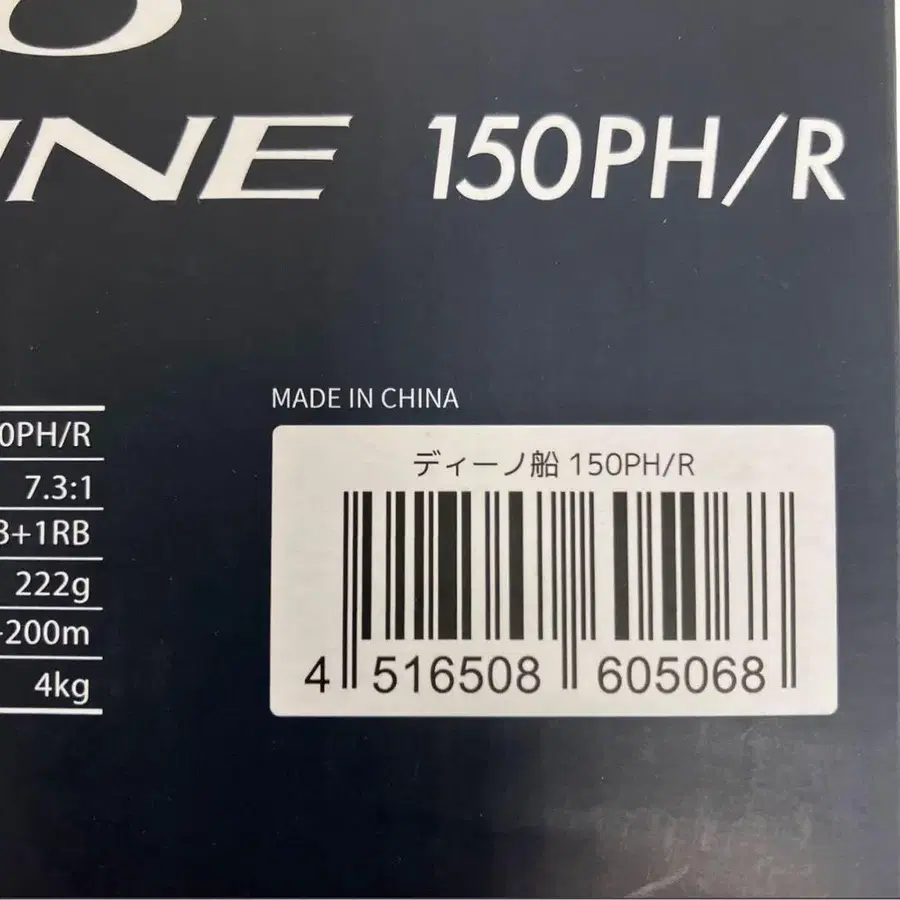 NE 150PH/R
MADE IN CHINA
ディーノ船 150PH/R
0PH/R
7.3:1
+1RB
222g
200m
4kg
4 516508 605068